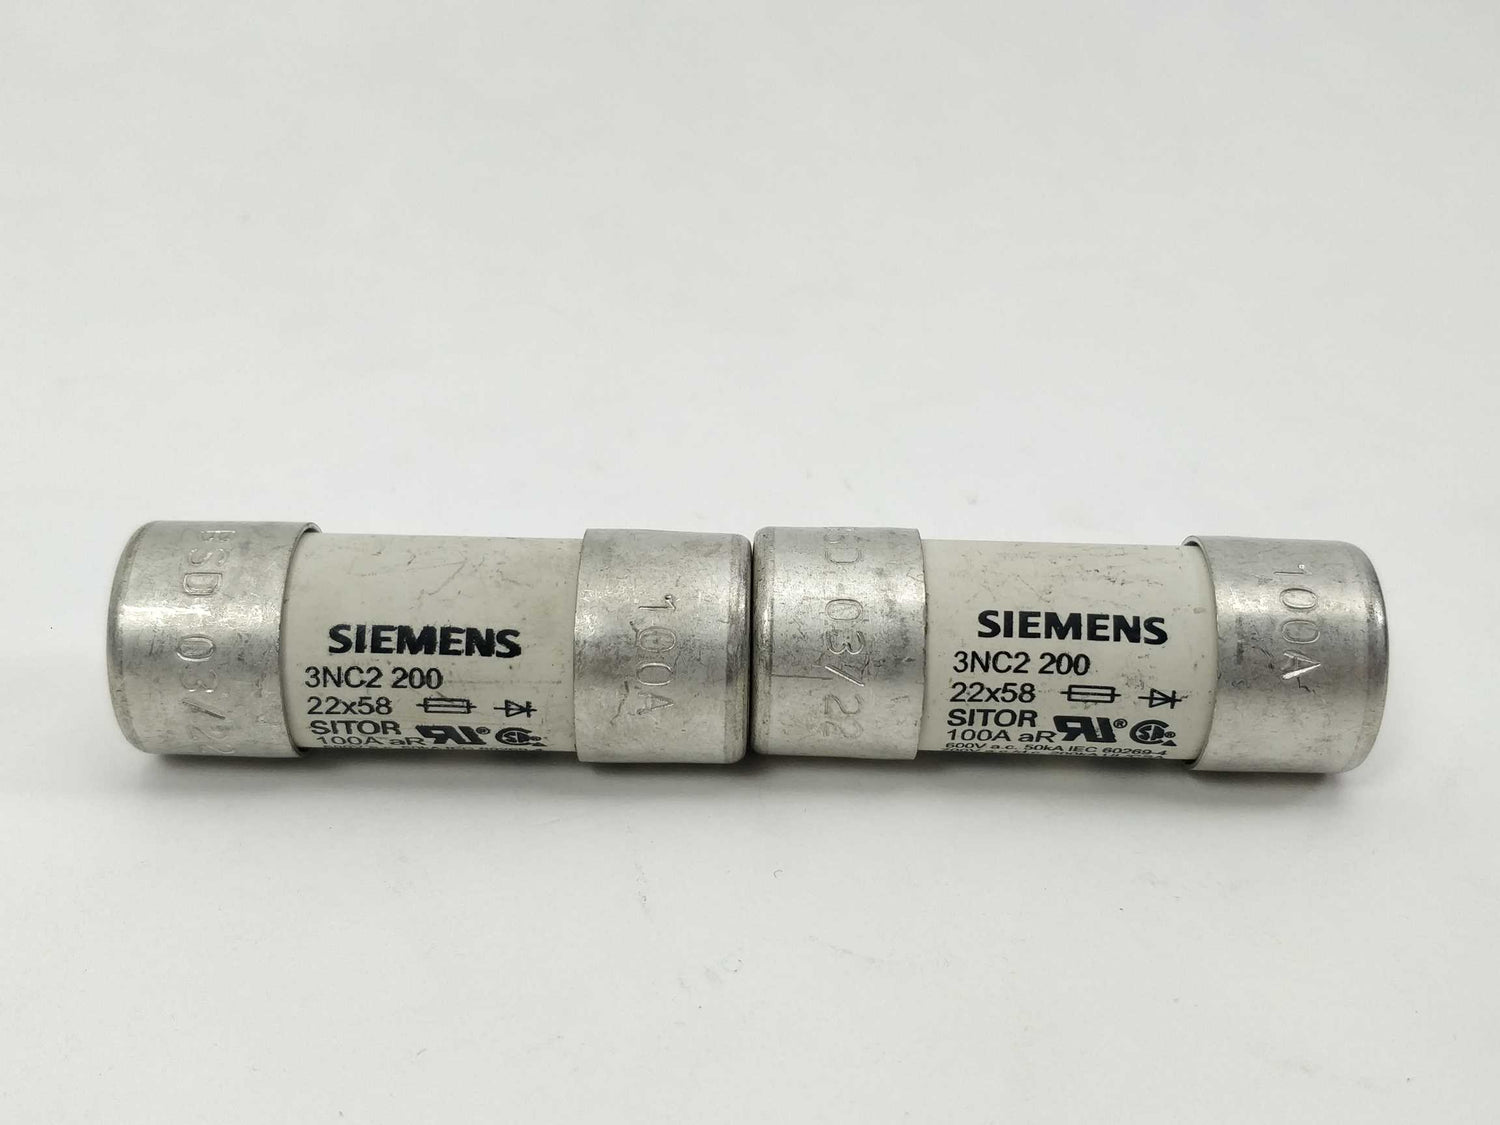 BSD 03/22
SIEMENS
3NC2 200
22x58
SITOR
100A aR
100A
03/22
SIEMENS
3NC2 200
22x58
SITOR
100A aR
600V a.c. 50kA IEC 60269-4
100A